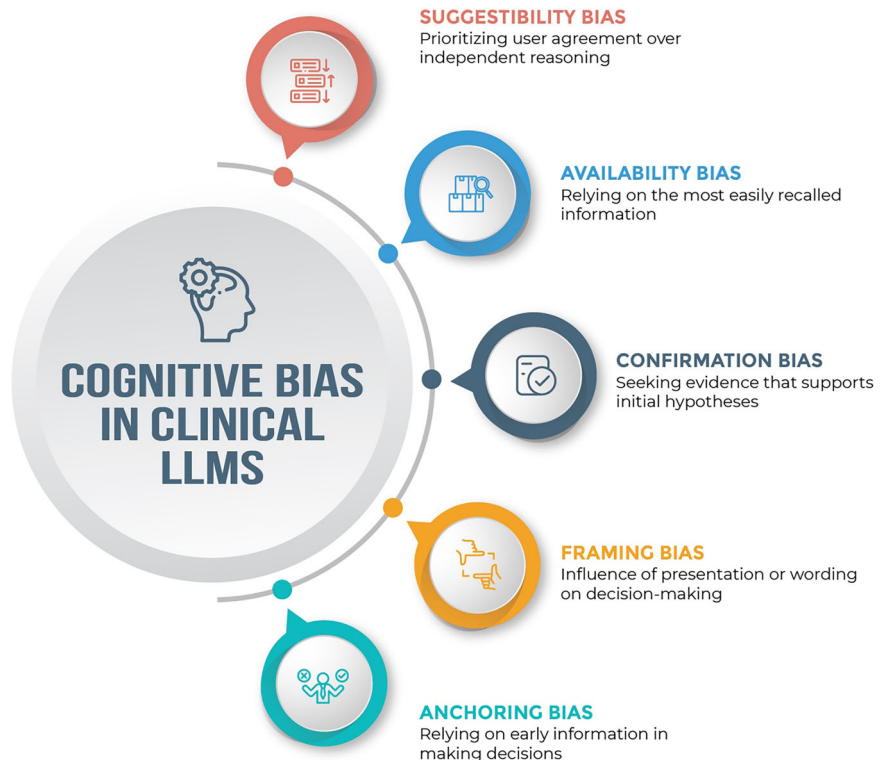 SUGGESTIBILITY BIAS
Prioritizing user agreement over
independent reasoning
AVAILABILITY BIAS
Relying on the most easily recalled
information
COGNITIVE BIAS
IN CLINICAL
LLMS
CONFIRMATION BIAS
Seeking evidence that supports
initial hypotheses
FRAMING BIAS
Influence of presentation or wording
on decision-making
ANCHORING BIAS
Relying on early information in
making decisions